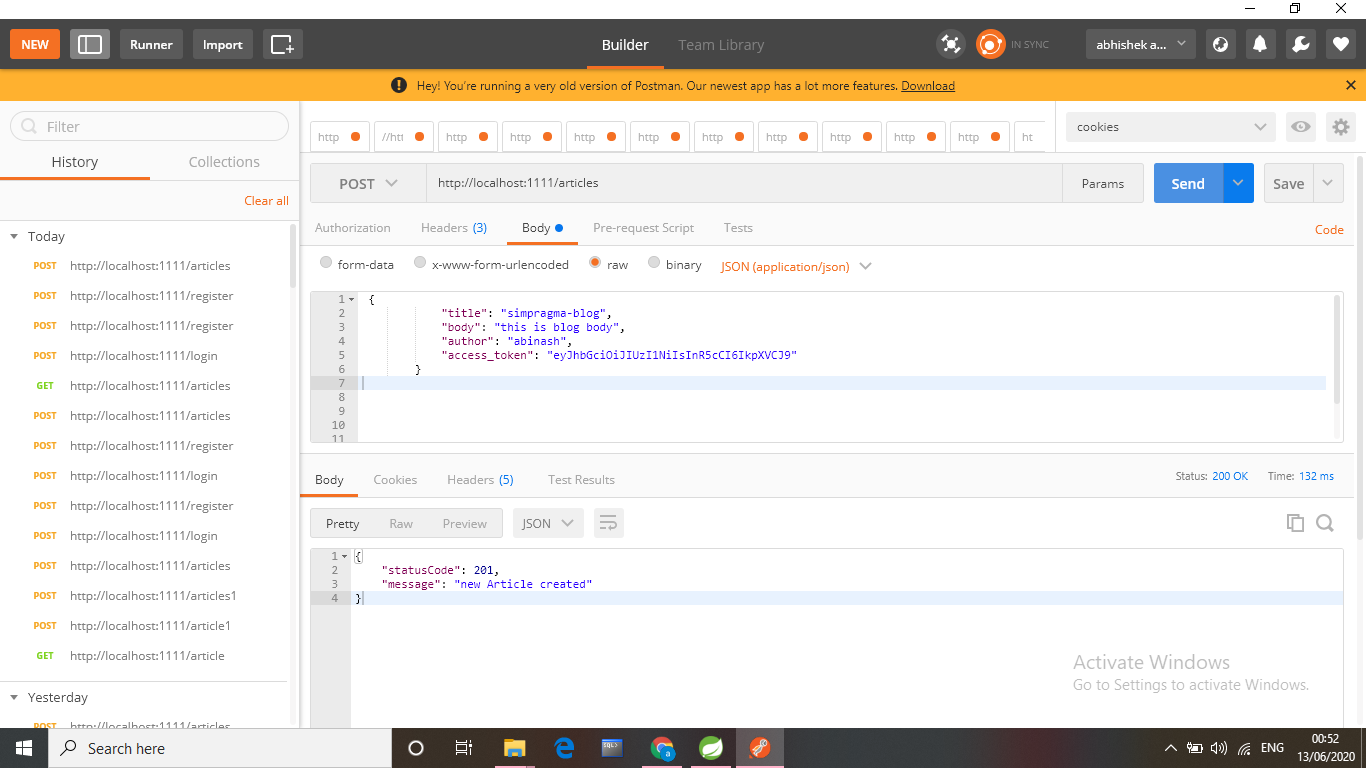 NEW Runner Import Builder Team Library IN SYNC abhishek a...
! Hey! You're running a very old version of Postman. Our newest app has a lot more features. Download
Filter
History Collections
Clear all
Today
POST http://localhost:1111/articles
POST http://localhost:1111/register
POST http://localhost:1111/register
POST http://localhost:1111/login
GET http://localhost:1111/articles
POST http://localhost:1111/articles
POST http://localhost:1111/register
POST http://localhost:1111/login
POST http://localhost:1111/register
POST http://localhost:1111/login
POST http://localhost:1111/articles
POST http://localhost:1111/articles1
POST http://localhost:1111/article1
GET http://localhost:1111/article
Yesterday
POST http://localhost:1111/articles
http //htt http http http http http http http http http ht
cookies
POST http://localhost:1111/articles Params Send Save
Authorization Headers (3) Body Pre-request Script Tests Code
form-data x-www-form-urlencoded raw binary JSON (application/json)
1 {
2 "title": "simpragma-blog",
3 "body": "this is blog body",
4 "author": "abinash",
5 "access_token": "eyJhbGciOiJIUzI1NiIsInR5cCI6IkpXVCJ9"
6 }
7
8
9
10
11
Body Cookies Headers (5) Test Results Status: 200 OK Time: 132 ms
Pretty Raw Preview JSON
1 {
2 "statusCode": 201,
3 "message": "new Article created"
4 }
Activate Windows
Go to Settings to activate Windows.
Search here
TQL>
a
ENG
00:52
13/06/2020